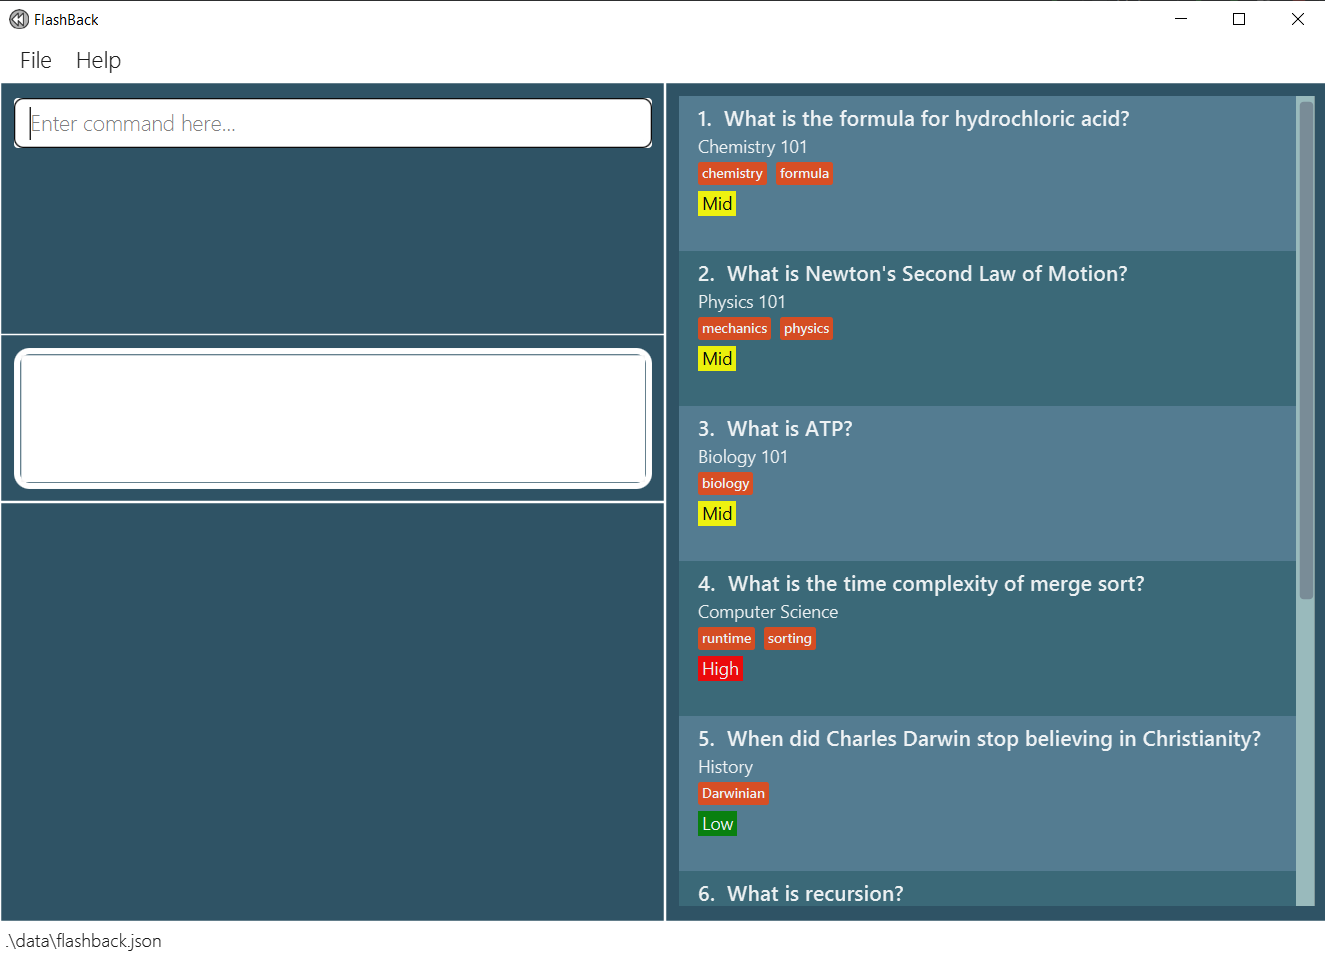 FlashBack
File Help
Enter command here...
1. What is the formula for hydrochloric acid?
Chemistry 101
chemistry formula
Mid
2. What is Newton's Second Law of Motion?
Physics 101
mechanics physics
Mid
3. What is ATP?
Biology 101
biology
Mid
4. What is the time complexity of merge sort?
Computer Science
runtime sorting
High
5. When did Charles Darwin stop believing in Christianity?
History
Darwinian
Low
6. What is recursion?
.\data\flashback.json